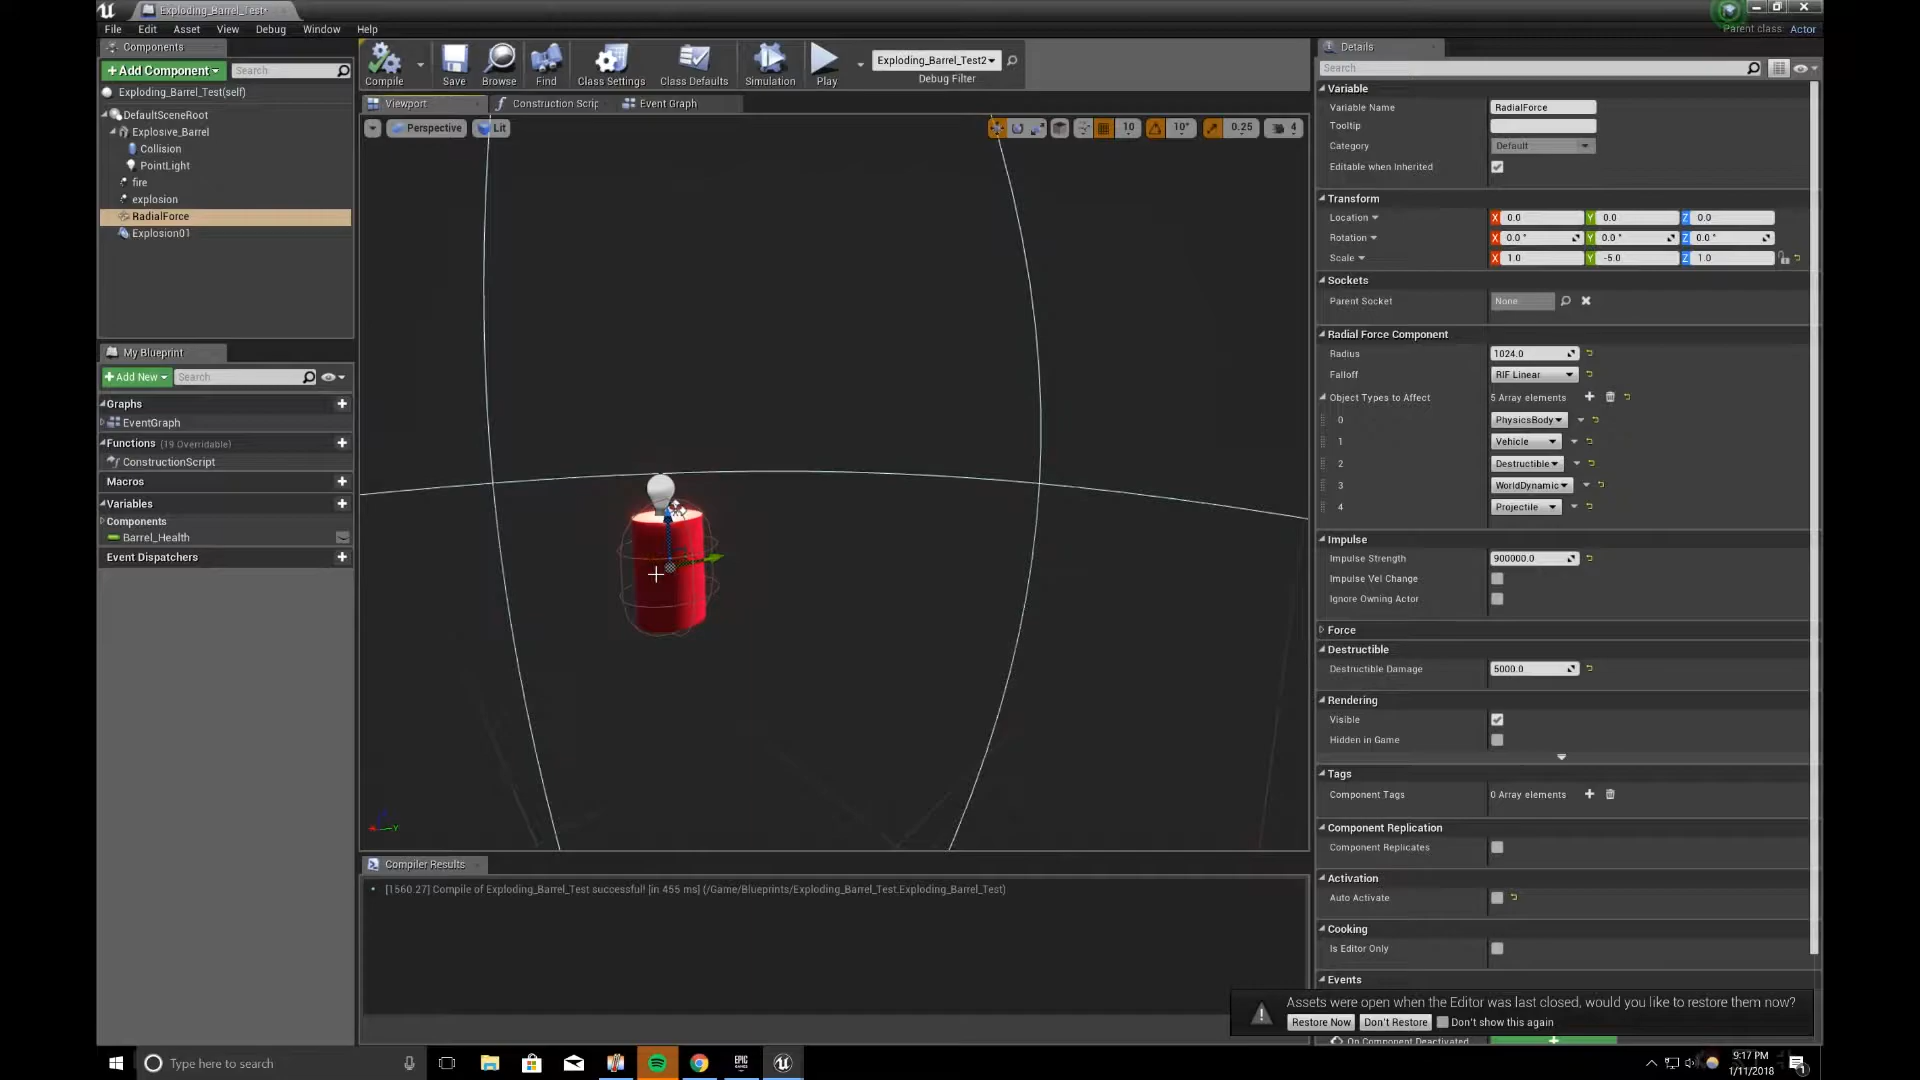 Exploding_Barrel_Test*
Parent class: Actor
File Edit Asset View Debug Window Help
Components
+Add Component Search
Exploding_Barrel_Test(self)
DefaultSceneRoot
Explosive_Barrel
Collision
PointLight
fire
explosion
RadialForce
Explosion01
My Blueprint
+Add New Search
Graphs
EventGraph
Functions (19 Overridable)
ConstructionScript
Macros
Variables
Components
Barrel_Health
Event Dispatchers
Compile Save Browse Find Class Settings Class Defaults Simulation Play
Exploding_Barrel_Test2
Debug Filter
Viewport Construction Scrip Event Graph
Perspective Lit 10 10° 0.25 4
Compiler Results
[1560.27] Compile of Exploding_Barrel_Test successful! [in 455 ms] (/Game/Blueprints/Exploding_Barrel_Test.Exploding_Barrel_Test)
Details
Search
Variable
Variable Name RadialForce
Tooltip
Category Default
Editable when Inherited
Transform
Location X 0.0 Y 0.0 Z 0.0
Rotation X 0.0 ° Y 0.0 ° Z 0.0 °
Scale X 1.0 Y -5.0 Z 1.0
Sockets
Parent Socket None
Radial Force Component
Radius 1024.0
Falloff RIF Linear
Object Types to Affect 5 Array elements
0 PhysicsBody
1 Vehicle
2 Destructible
3 WorldDynamic
4 Projectile
Impulse
Impulse Strength 900000.0
Impulse Vel Change
Ignore Owning Actor
Force
Destructible
Destructible Damage 5000.0
Rendering
Visible
Hidden in Game
Tags
Component Tags 0 Array elements
Component Replication
Component Replicates
Activation
Auto Activate
Cooking
Is Editor Only
Events
Assets were open when the Editor was last closed, would you like to restore them now?
Restore Now Don't Restore Don't show this again
On Component Deactivated
Type here to search
EPIC GAMES
9:17 PM
1/11/2018
1